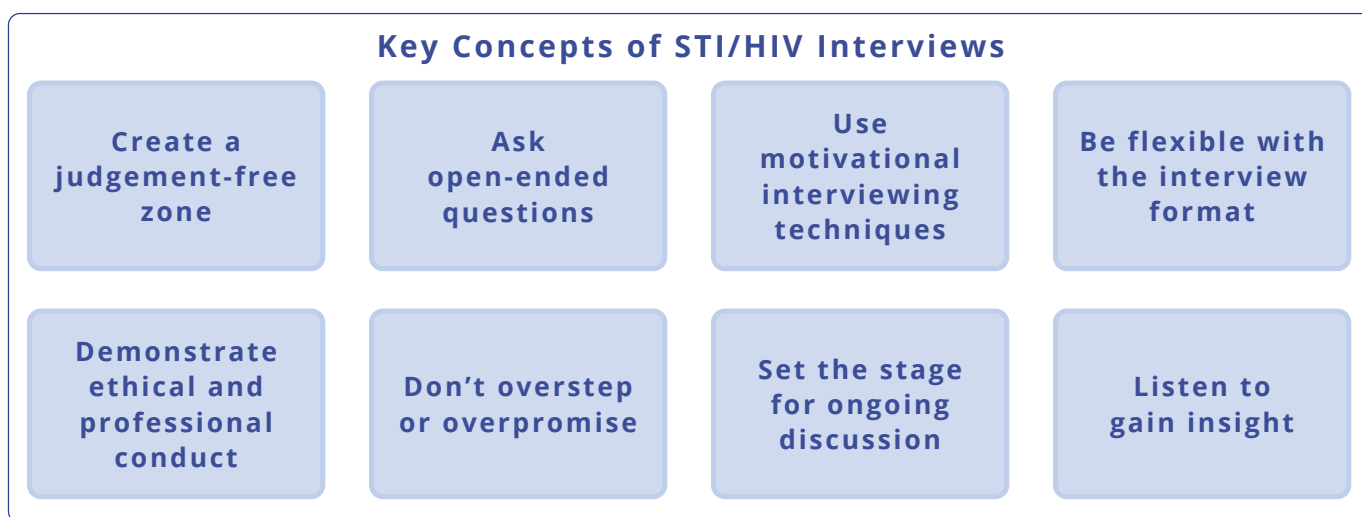 Key Concepts of STI/HIV Interviews
Create a
judgement-free
zone
Ask
open-ended
questions
Use
motivational
interviewing
techniques
Be flexible with
the interview
format
Demonstrate
ethical and
professional
conduct
Don’t overstep
or overpromise
Set the stage
for ongoing
discussion
Listen to
gain insight